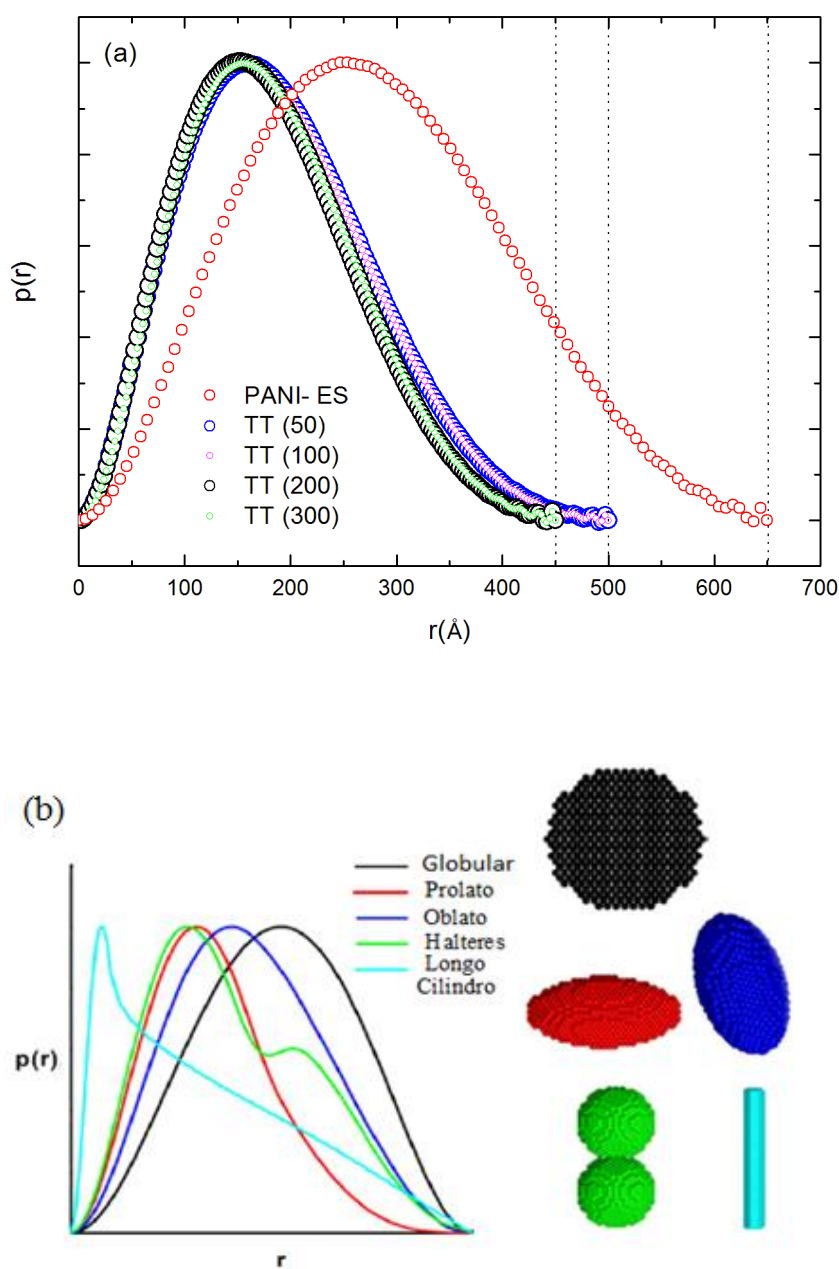 (a)
p(r)
PANI- ES
TT (50)
TT (100)
TT (200)
TT (300)
0 100 200 300 400 500 600 700
r(Å)
(b)
Globular
Prolato
Oblato
Halteres
Longo
Cilindro
p(r)
r